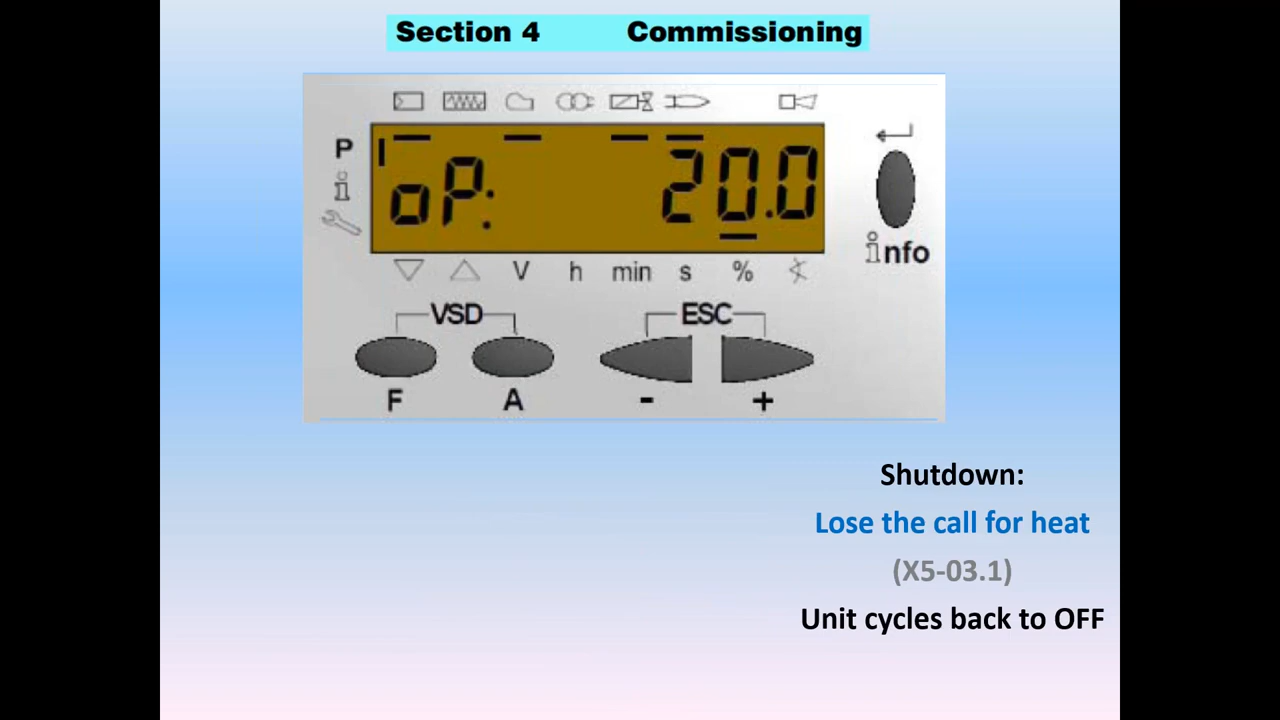 Section 4 Commissioning
P
oP: 20.0
info
V h min s %
VSD ESC
F A - +
Shutdown:
Lose the call for heat
(X5-03.1)
Unit cycles back to OFF